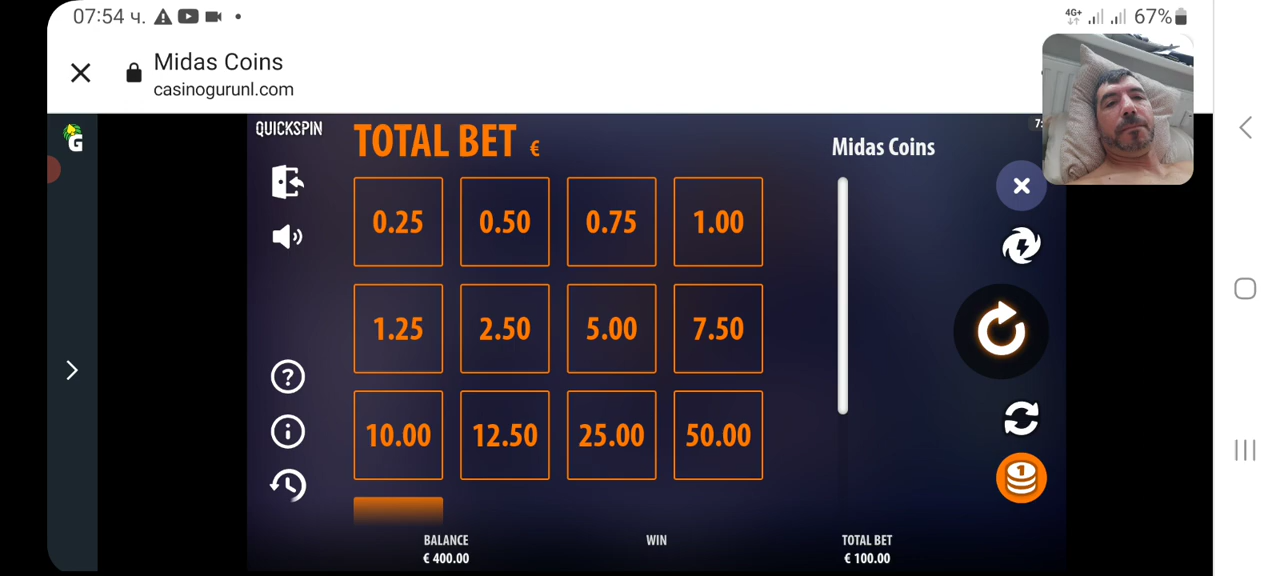 07:54 ч.
4G+
67%
Midas Coins
casinogurunl.com
G
QUICKSPIN
TOTAL BET €
Midas Coins
0.25 0.50 0.75 1.00
1.25 2.50 5.00 7.50
10.00 12.50 25.00 50.00
1
BALANCE WIN TOTAL BET
€ 400.00 € 100.00